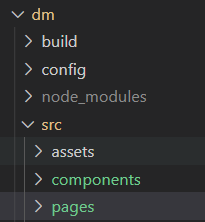 dm
build
config
node_modules
src
assets
components
pages